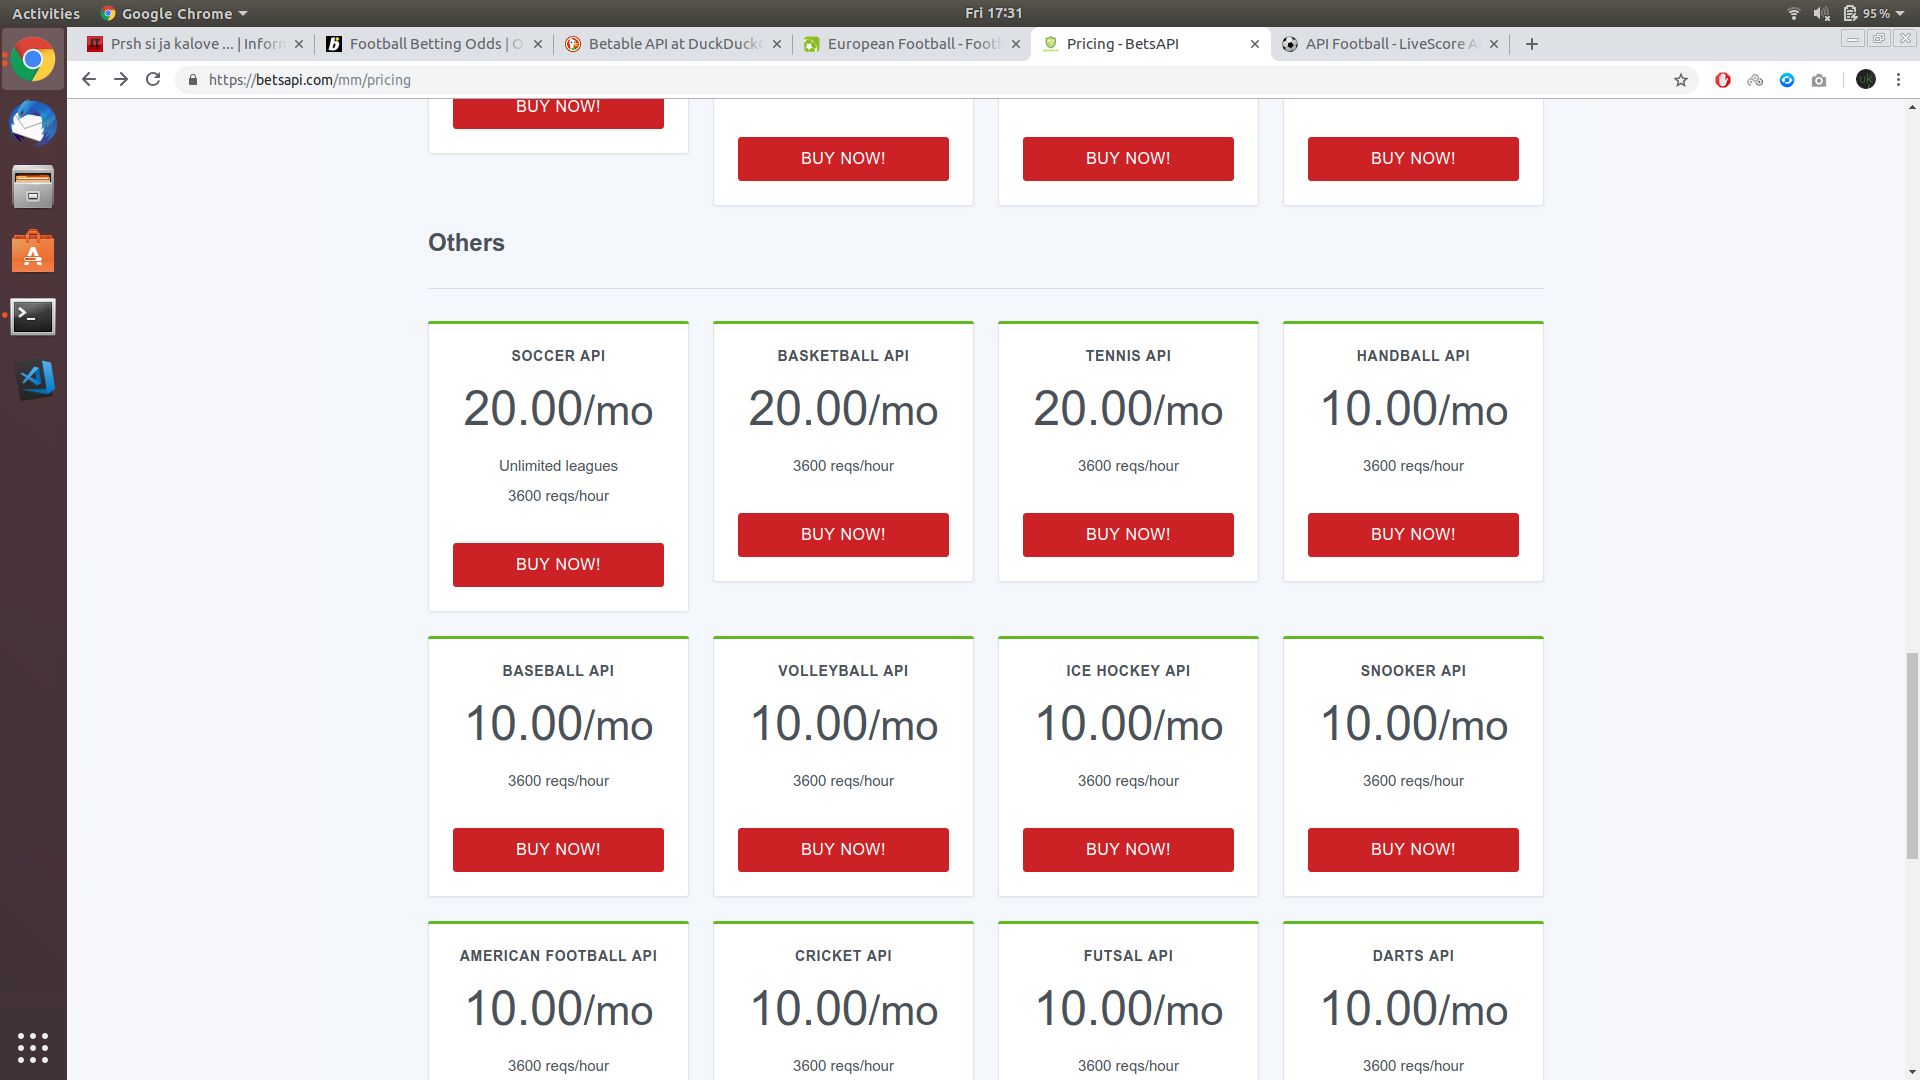 Activities Google Chrome Fri 17:31 95%
Prsh si ja kalove ... | Inforn Football Betting Odds | O Betable API at DuckDuckG European Football - Foott Pricing - BetsAPI API Football - LiveScore A
https://betsapi.com/mm/pricing
BUY NOW!
BUY NOW! BUY NOW! BUY NOW!
Others
SOCCER API BASKETBALL API TENNIS API HANDBALL API
20.00/mo 20.00/mo 20.00/mo 10.00/mo
Unlimited leagues 3600 reqs/hour 3600 reqs/hour 3600 reqs/hour
3600 reqs/hour
BUY NOW! BUY NOW! BUY NOW!
BUY NOW!
BASEBALL API VOLLEYBALL API ICE HOCKEY API SNOOKER API
10.00/mo 10.00/mo 10.00/mo 10.00/mo
3600 reqs/hour 3600 reqs/hour 3600 reqs/hour 3600 reqs/hour
BUY NOW! BUY NOW! BUY NOW! BUY NOW!
AMERICAN FOOTBALL API CRICKET API FUTSAL API DARTS API
10.00/mo 10.00/mo 10.00/mo 10.00/mo
3600 reqs/hour 3600 reqs/hour 3600 reqs/hour 3600 reqs/hour